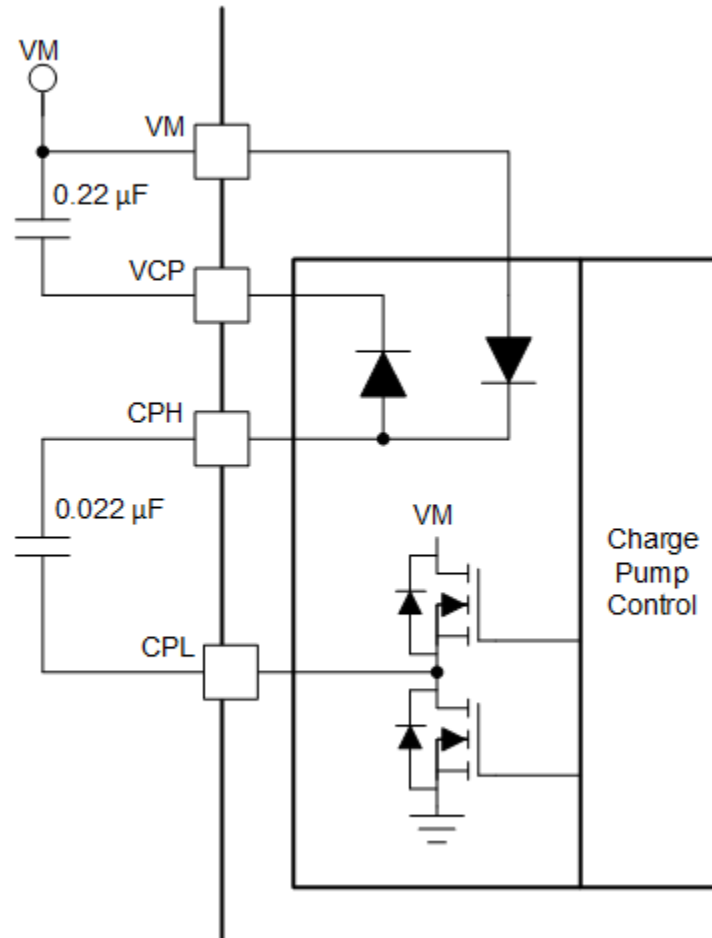 VM
VM
0.22 µF
VCP
CPH
0.022 µF
VM
Charge
Pump
Control
CPL